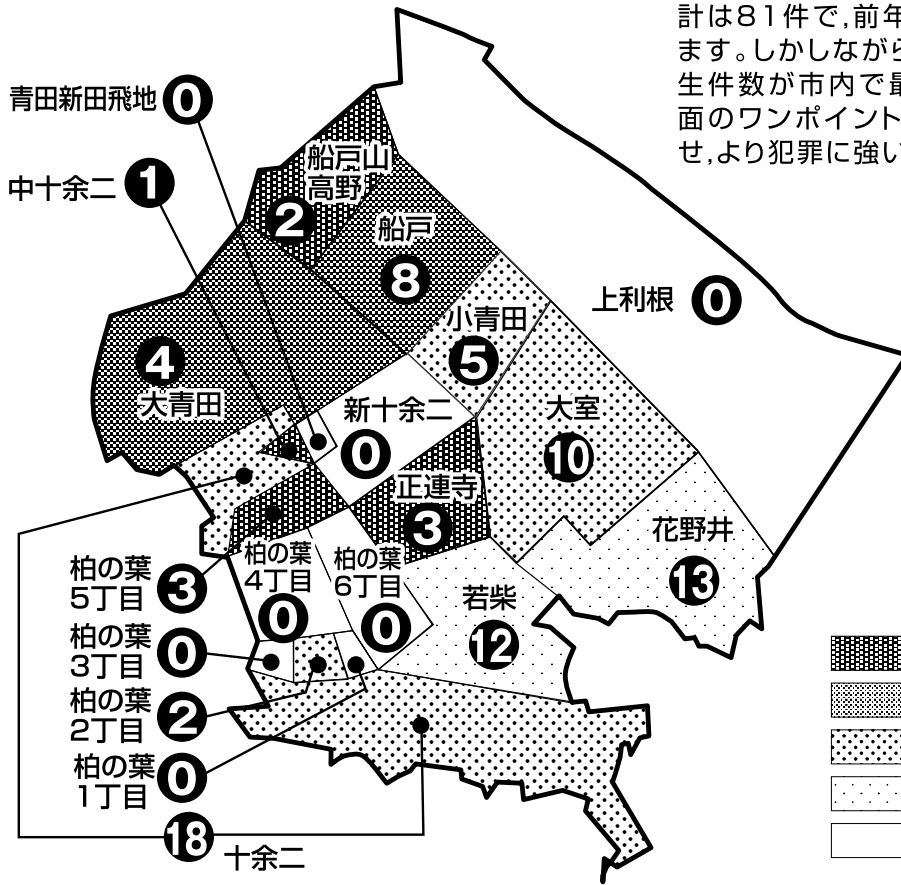 計は81件で,前年
ます。しかしながら
生件数が市内で最
面のワンポイント
せ,より犯罪に強い
青田新田飛地 0
中十余二 1
船戸山
高野
2
船戸
8
上利根 0
小青田
5
4
大青田
新十余二
0
大室
10
正連寺
3
花野井
13
柏の葉
5丁目 3
柏の葉
4丁目
0
柏の葉
6丁目
0
若柴
12
柏の葉
3丁目 0
柏の葉
2丁目 2
柏の葉
1丁目 0
18 十余二